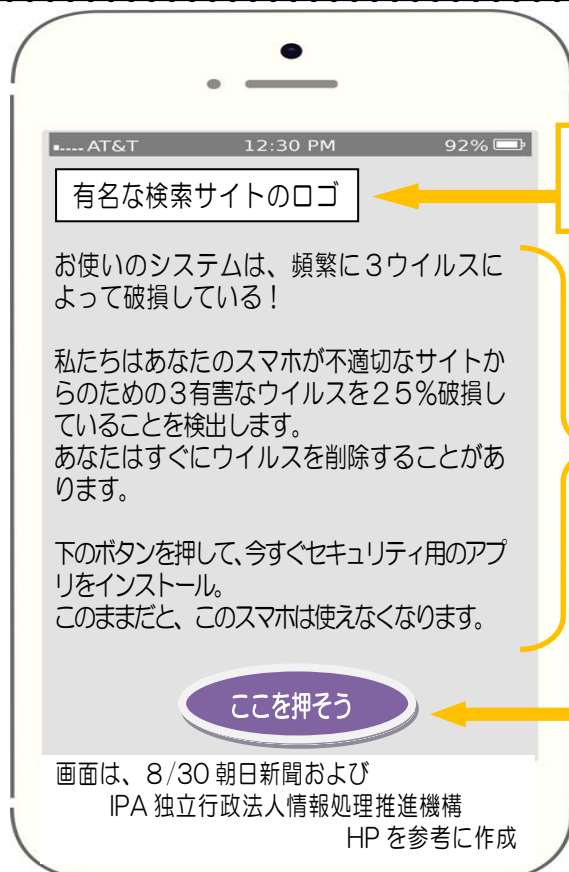 AT&T 12:30 PM 92%
有名な検索サイトのロゴ
お使いのシステムは、頻繁に３ウイルスに
よって破損している！
私たちはあなたのスマホが不適切なサイトか
らのための３有害なウイルスを２５％破損し
ていることを検出します。
あなたはすぐにウイルスを削除することがあ
ります。
下のボタンを押して、今すぐセキュリティ用のアプ
リをインストール。
このままだと、このスマホは使えなくなります。
ここを押そう
画面は、８/30 朝日新聞および
IPA 独立行政法人情報処理推進機構
HP を参考に作成